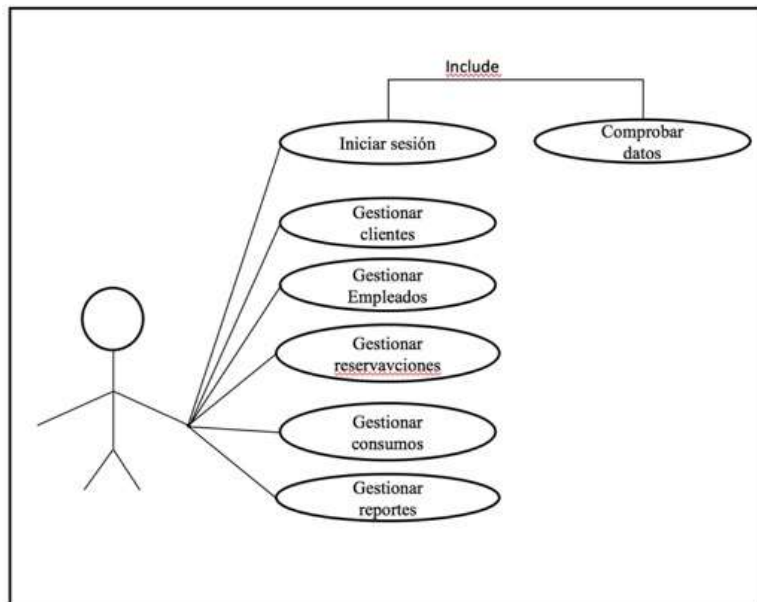 Include
Iniciar sesión
Comprobar
datos
Gestionar
clientes
Gestionar
Empleados
Gestionar
reservavciones
Gestionar
consumos
Gestionar
reportes